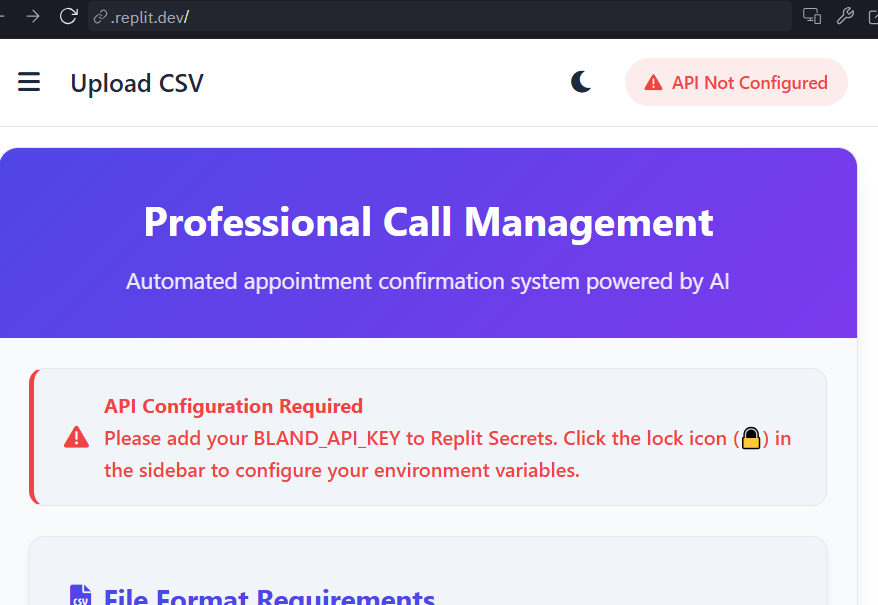 .replit.dev/
Upload CSV
API Not Configured
Professional Call Management
Automated appointment confirmation system powered by AI
API Configuration Required
Please add your BLAND_API_KEY to Replit Secrets. Click the lock icon (🔒) in
the sidebar to configure your environment variables.
CSV
File Format Requirements